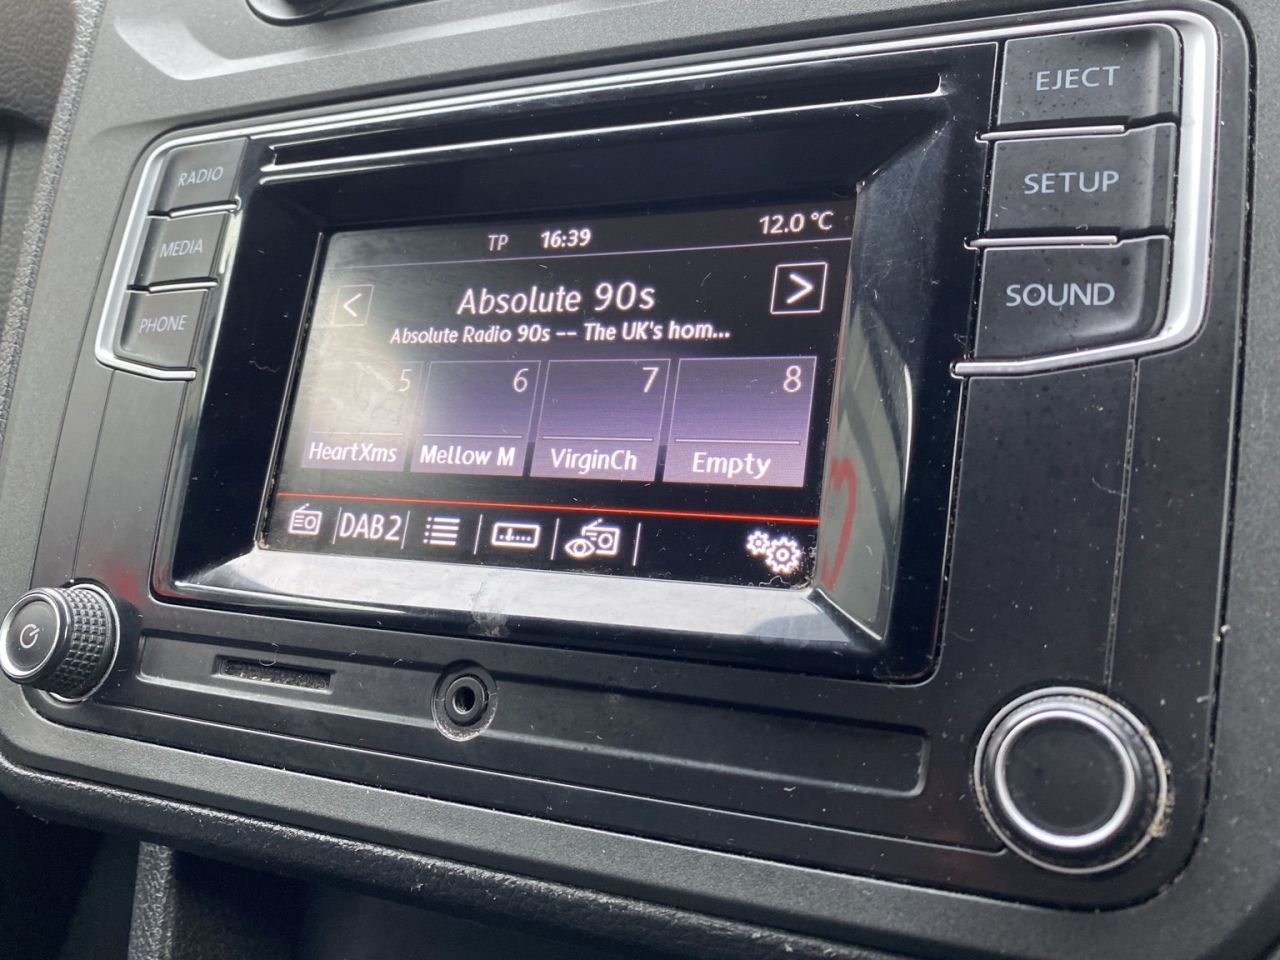 EJECT
RADIO
SETUP
MEDIA
SOUND
PHONE
TP 16:39 12.0 °C
< Absolute 90s >
Absolute Radio 90s -- The UK's hom...
5 6 7 8
HeartXms Mellow M VirginCh Empty
DAB2